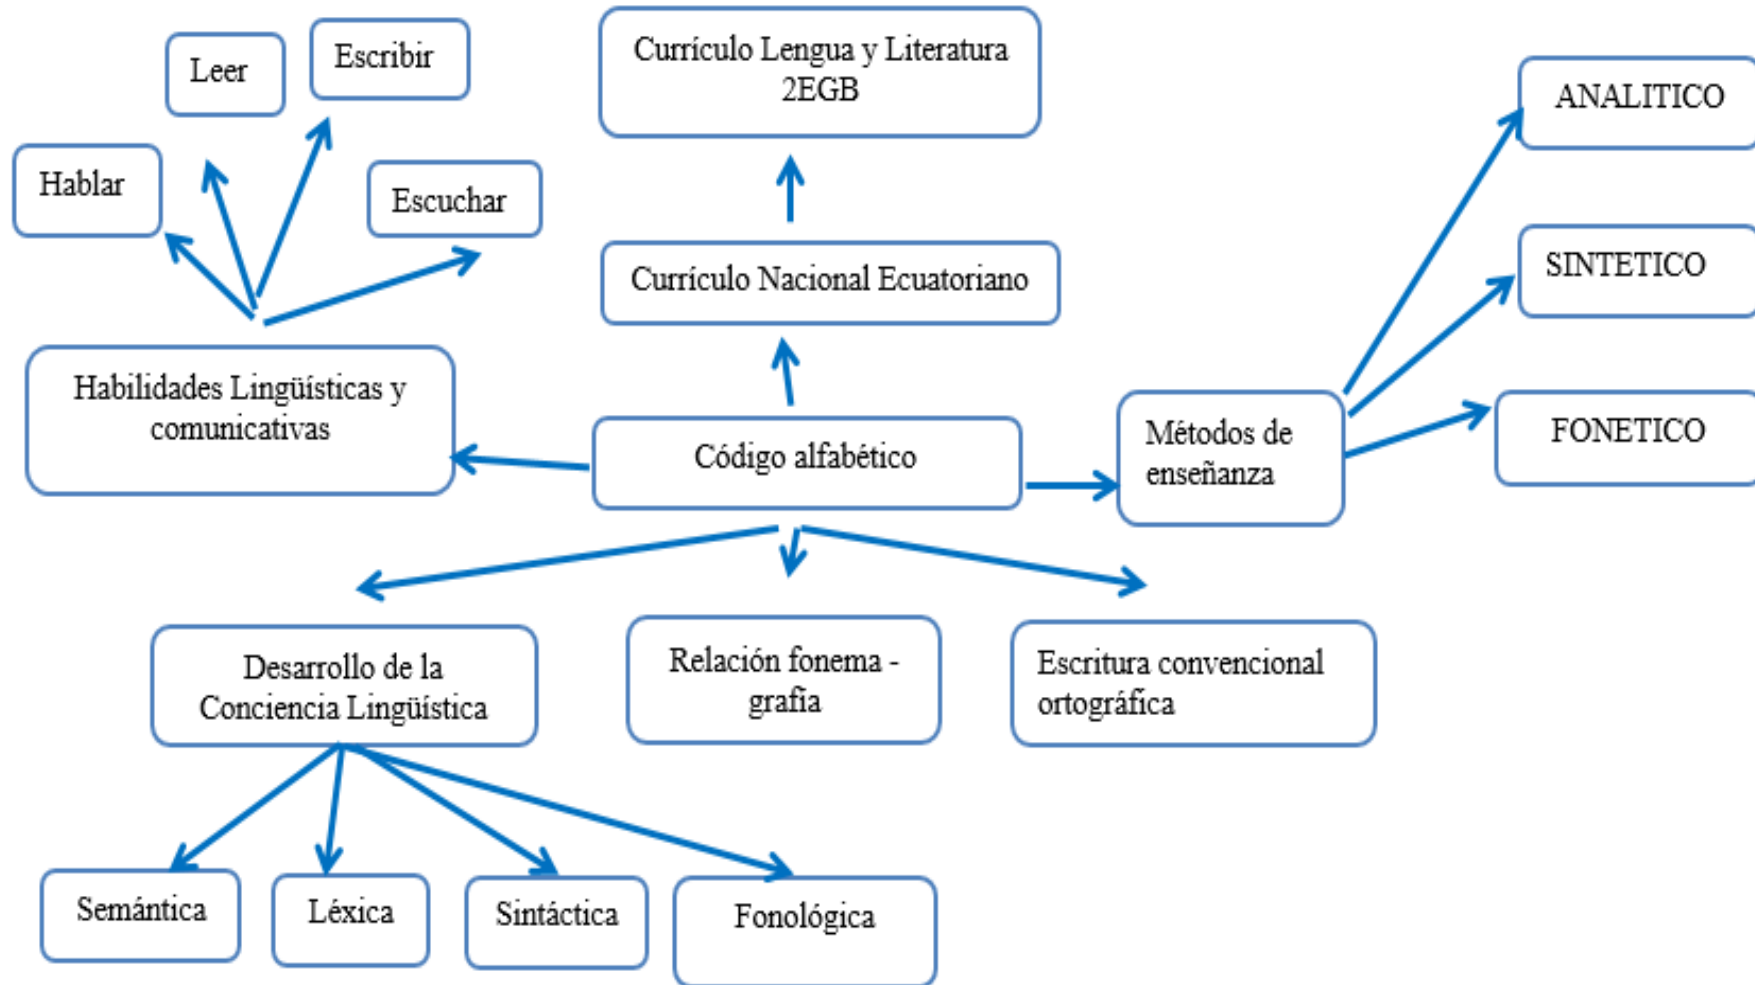 Leer
Escribir
Hablar
Escuchar
Currículo Lengua y Literatura
2EGB
Currículo Nacional Ecuatoriano
ANALITICO
SINTETICO
FONETICO
Habilidades Lingüísticas y
comunicativas
Código alfabético
Métodos de
enseñanza
Desarrollo de la
Conciencia Lingüística
Relación fonema -
grafía
Escritura convencional
ortográfica
Semántica
Léxica
Sintáctica
Fonológica